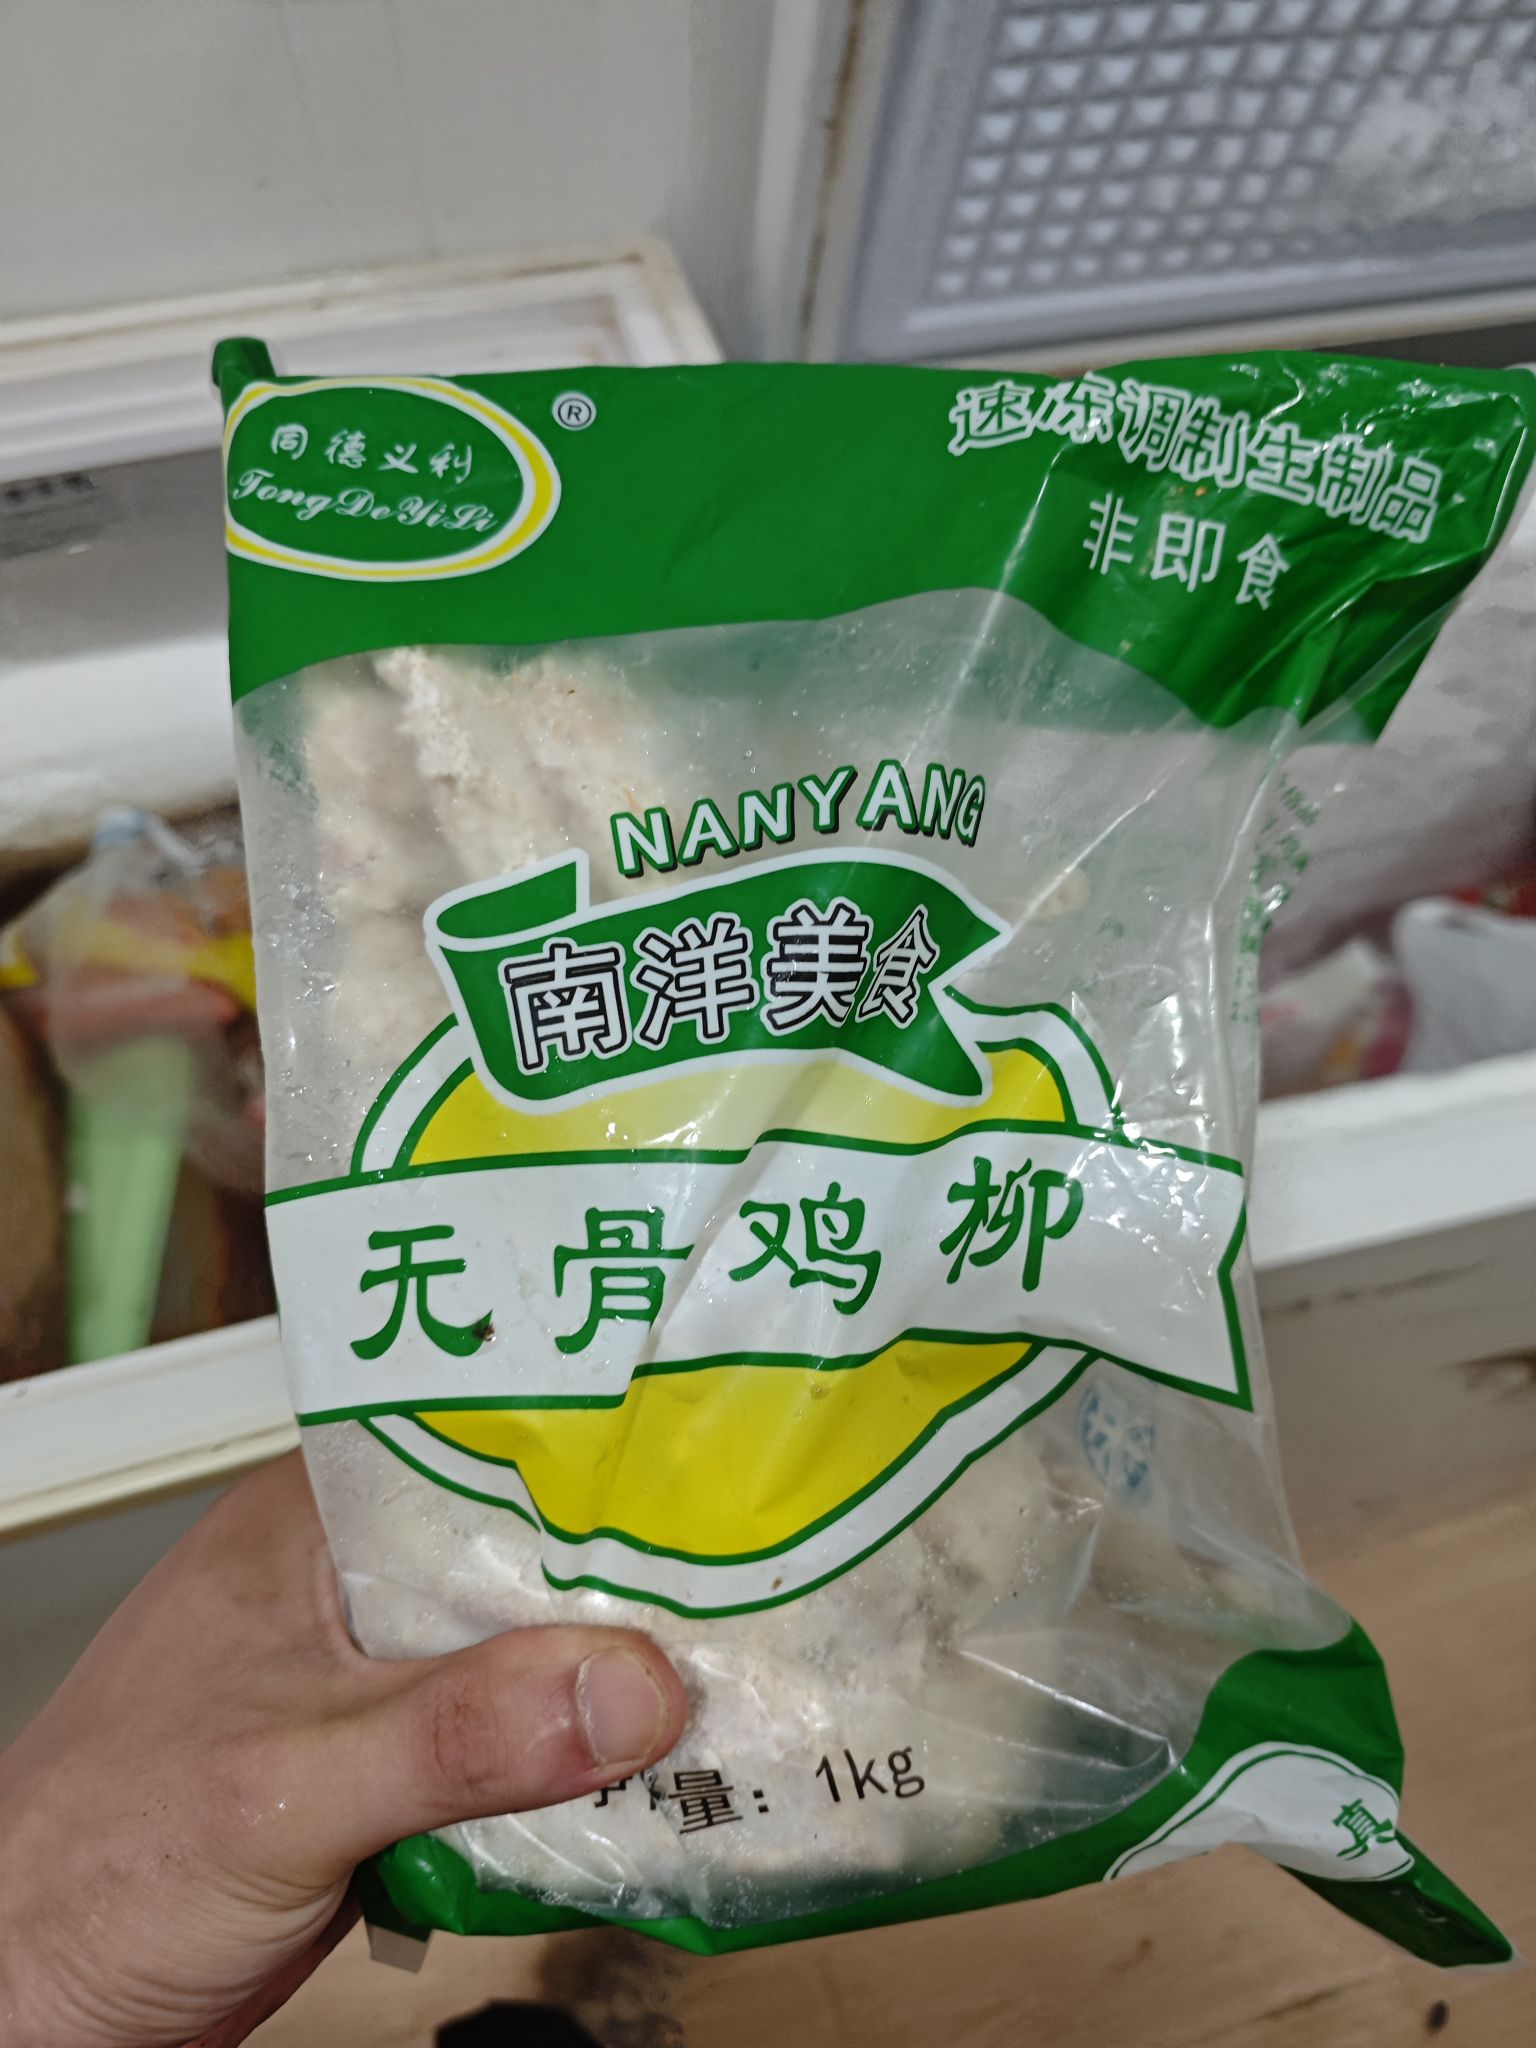 同德义利
TongDeYiLi
®
速冻调制生制品
非即食
NANYANG
南洋美食
无骨鸡柳
量：1kg
真